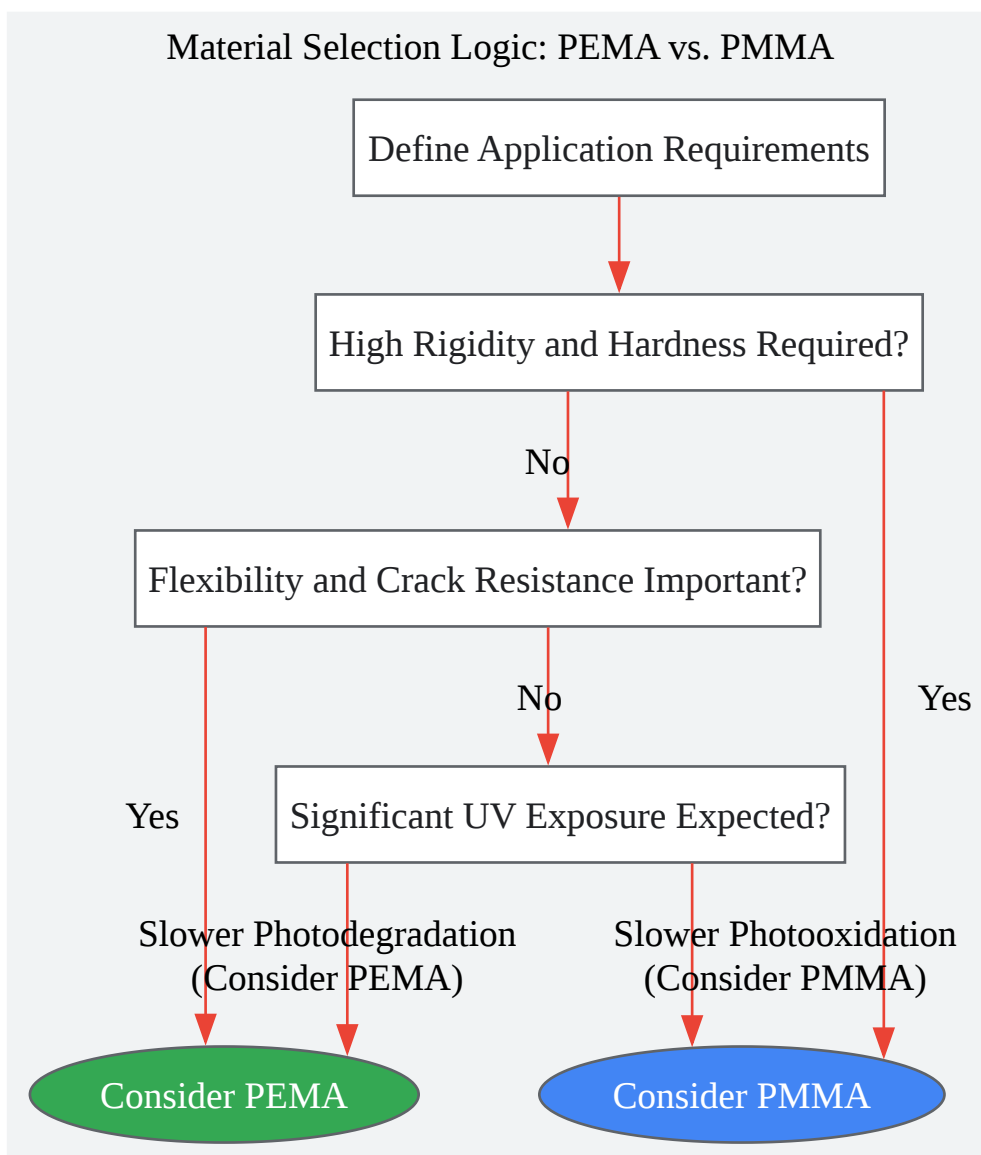 Material Selection Logic: PEMA vs. PMMA
Define Application Requirements
High Rigidity and Hardness Required?
No
Flexibility and Crack Resistance Important?
No
Yes
Significant UV Exposure Expected?
Yes
Slower Photodegradation
(Consider PEMA)
Slower Photooxidation
(Consider PMMA)
Consider PEMA
Consider PMMA